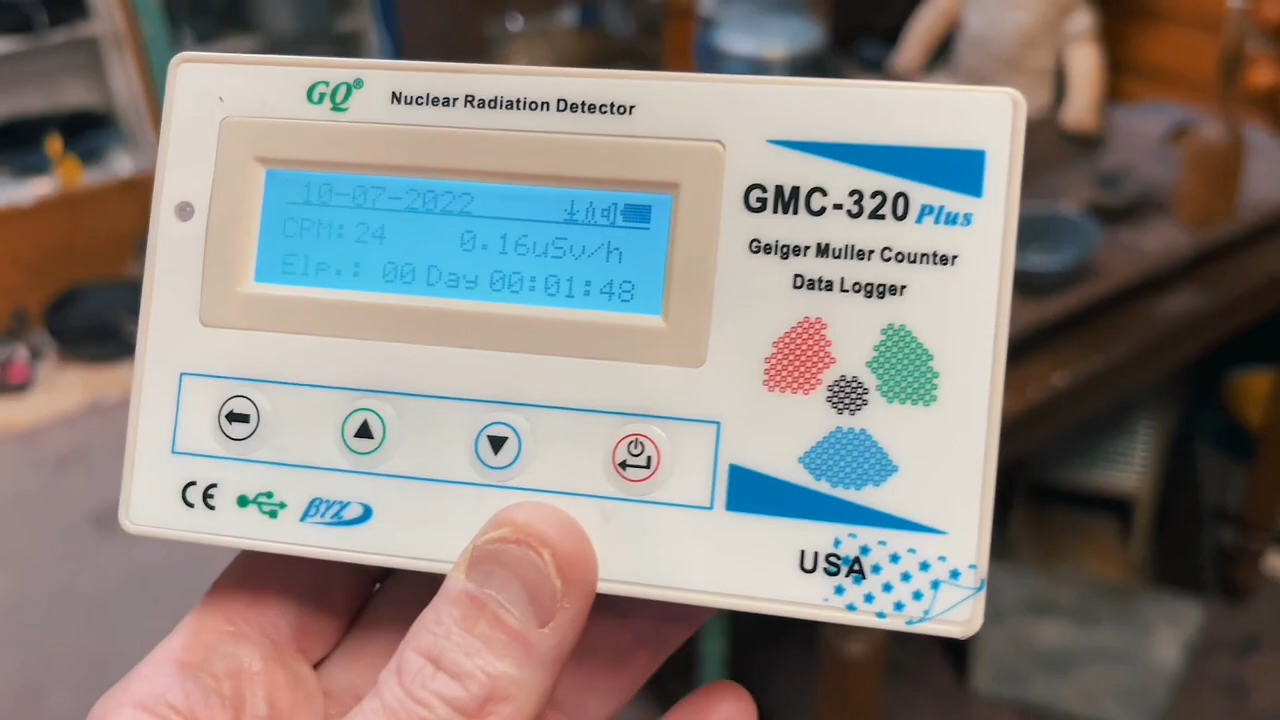 GQ® Nuclear Radiation Detector
10-07-2022
CPM: 24 0.16uSv/h
Elp.: 00 Day 00:01:48
GMC-320 Plus
Geiger Muller Counter
Data Logger
CE βγχ
USA